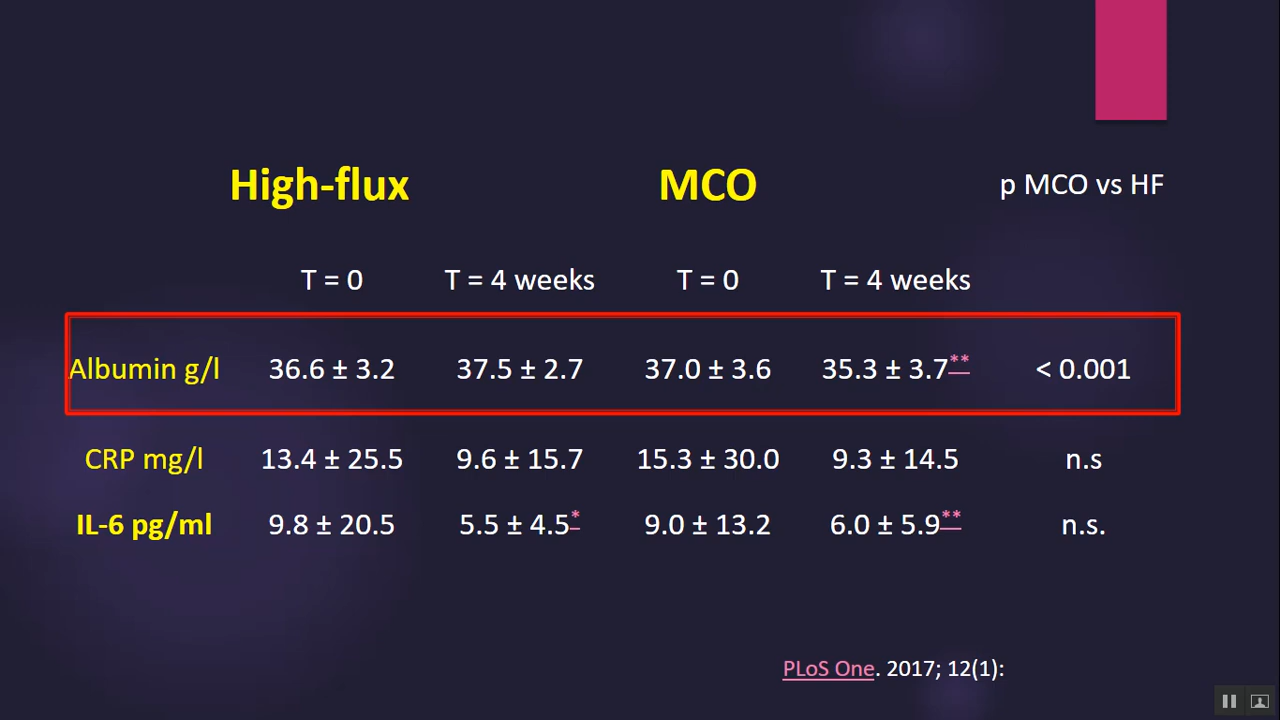 High-flux MCO p MCO vs HF
T = 0 T = 4 weeks T = 0 T = 4 weeks
Albumin g/l 36.6 ± 3.2 37.5 ± 2.7 37.0 ± 3.6 35.3 ± 3.7** < 0.001
CRP mg/l 13.4 ± 25.5 9.6 ± 15.7 15.3 ± 30.0 9.3 ± 14.5 n.s
IL-6 pg/ml 9.8 ± 20.5 5.5 ± 4.5* 9.0 ± 13.2 6.0 ± 5.9** n.s.
PLoS One. 2017; 12(1):